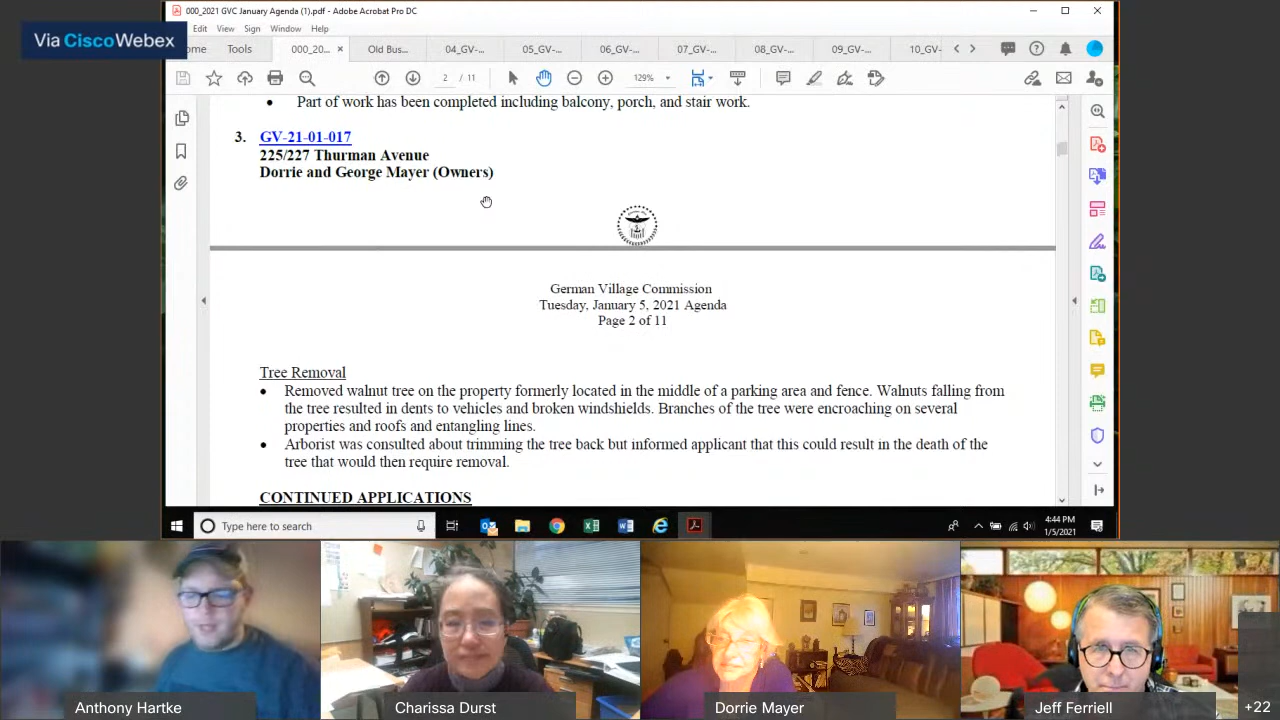 000_2021 GVC January Agenda (1).pdf - Adobe Acrobat Pro DC
Via CiscoWebex
Edit View Sign Window Help
ome Tools 000_20... × Old Bas... 04_GV-... 05_GV-... 06_GV-... 07_GV-... 08_GV-... 09_GV-... 10_GV-
2 / 11 129%
• Part of work has been completed including balcony, porch, and stair work.
3. GV-21-01-017
225/227 Thurman Avenue
Dorrie and George Mayer (Owners)
German Village Commission
Tuesday, January 5, 2021 Agenda
Page 2 of 11
Tree Removal
• Removed walnut tree on the property formerly located in the middle of a parking area and fence. Walnuts falling from
the tree resulted in dents to vehicles and broken windshields. Branches of the tree were encroaching on several
properties and roofs and entangling lines.
• Arborist was consulted about trimming the tree back but informed applicant that this could result in the death of the
tree that would then require removal.
CONTINUED APPLICATIONS
Type here to search
4:44 PM
1/5/2021
Anthony Hartke Charissa Durst Dorrie Mayer Jeff Ferriell +22